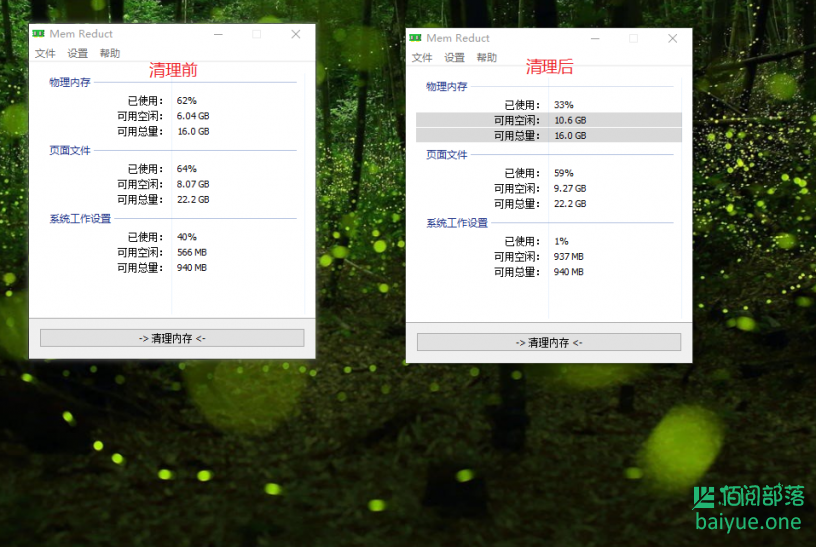 Mem Reduct
文件 设置 帮助
清理前
物理内存
已使用： 62%
可用空闲： 6.04 GB
可用总量： 16.0 GB
页面文件
已使用： 64%
可用空闲： 8.07 GB
可用总量： 22.2 GB
系统工作设置
已使用： 40%
可用空闲： 566 MB
可用总量： 940 MB
-> 清理内存 <-
Mem Reduct
文件 设置 帮助
清理后
物理内存
已使用： 33%
可用空闲： 10.6 GB
可用总量： 16.0 GB
页面文件
已使用： 59%
可用空闲： 9.27 GB
可用总量： 22.2 GB
系统工作设置
已使用： 1%
可用空闲： 937 MB
可用总量： 940 MB
-> 清理内存 <-
佰阅部落
baiyue.one